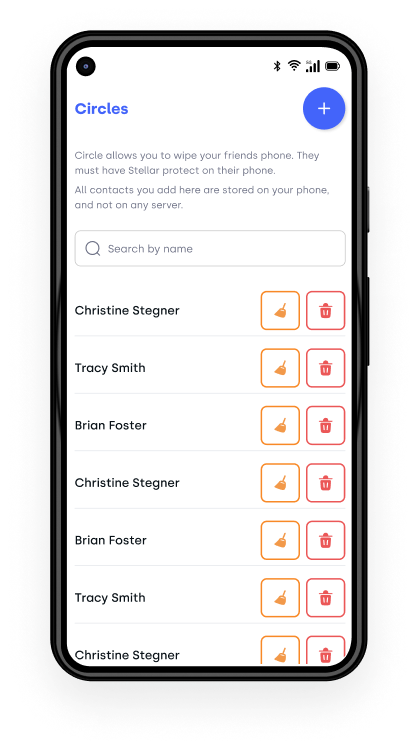 Circles
Circle allows you to wipe your friends phone. They
must have Stellar protect on their phone.
All contacts you add here are stored on your phone,
and not on any server.
Search by name
Christine Stegner
Tracy Smith
Brian Foster
Christine Stegner
Brian Foster
Tracy Smith
Christine Stegner